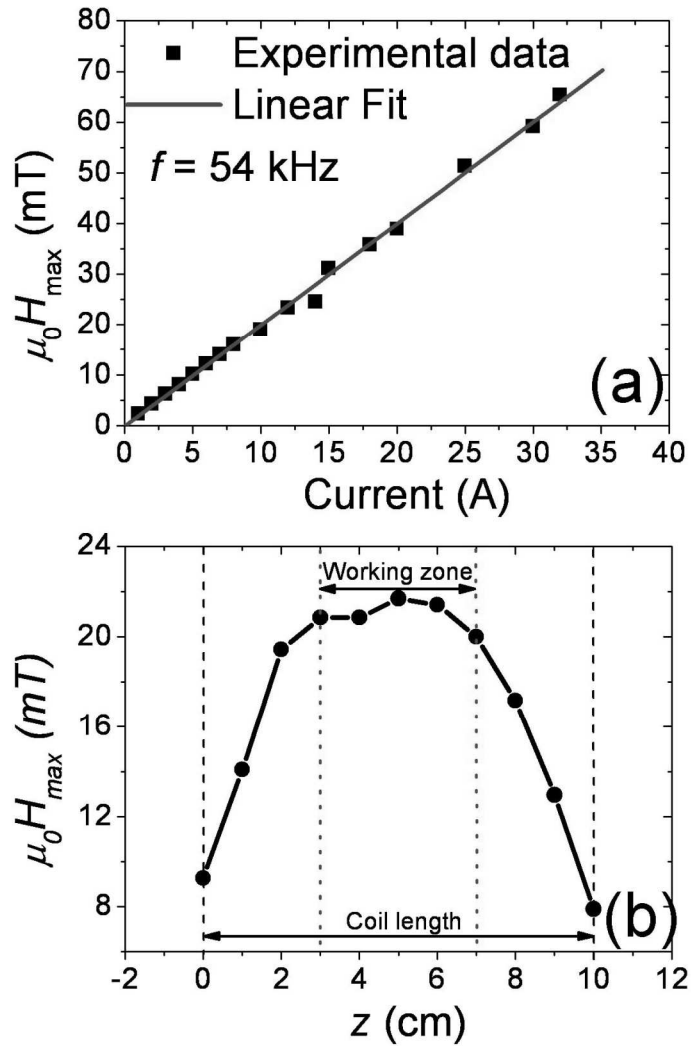 80
70
60
50
40
30
20
10
0
μ0Hmax (mT)
Experimental data
Linear Fit
f = 54 kHz
(a)
0 5 10 15 20 25 30 35 40
Current (A)
24
20
16
12
8
μ0Hmax (mT)
Working zone
Coil length
(b)
-2 0 2 4 6 8 10 12
z (cm)